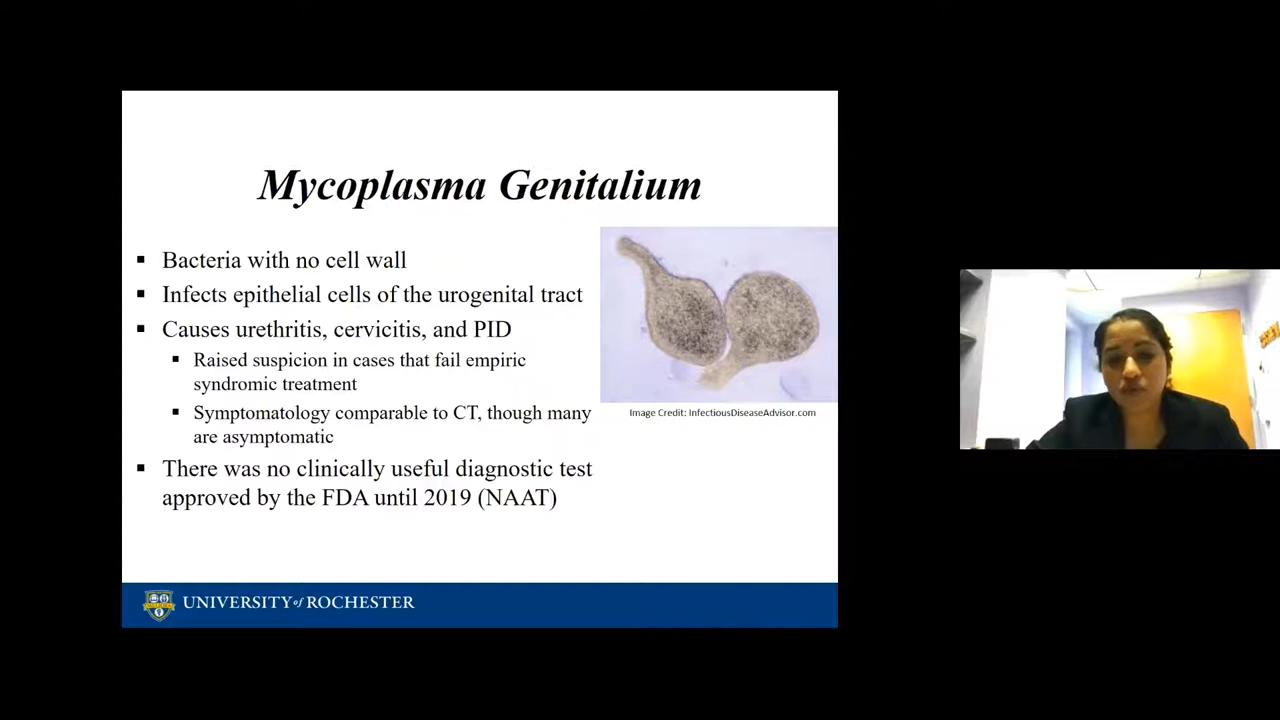 Mycoplasma Genitalium
Bacteria with no cell wall
Infects epithelial cells of the urogenital tract
Causes urethritis, cervicitis, and PID
Raised suspicion in cases that fail empiric
syndromic treatment
Symptomatology comparable to CT, though many
are asymptomatic
There was no clinically useful diagnostic test
approved by the FDA until 2019 (NAAT)
Image Credit: InfectiousDiseaseAdvisor.com
UNIVERSITY of ROCHESTER